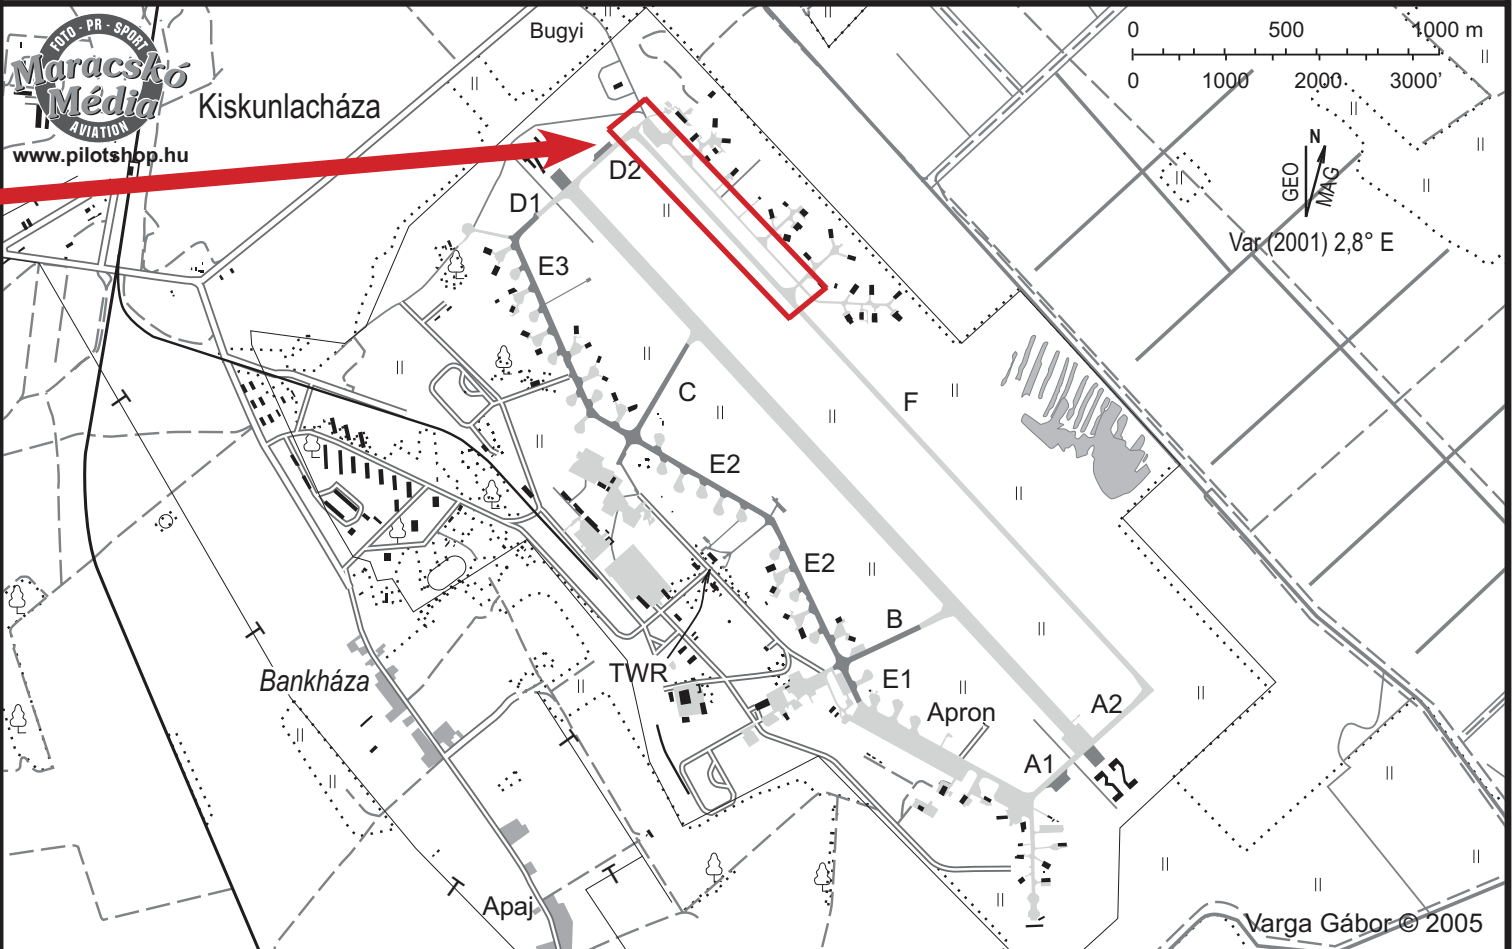 FOTO - PR - SPORT
Maracskó
Média
AVIATION
www.pilotshop.hu
Kiskunlacháza
Bugyi
0 500 1000 m
0 1000 2000' 3000'
N
GEO
MAG
Var (2001) 2,8° E
D2
D1
E3
C
F
E2
E2
B
E1
TWR
Bankháza
Apron
A2
A1
32
Apaj
Varga Gábor © 2005